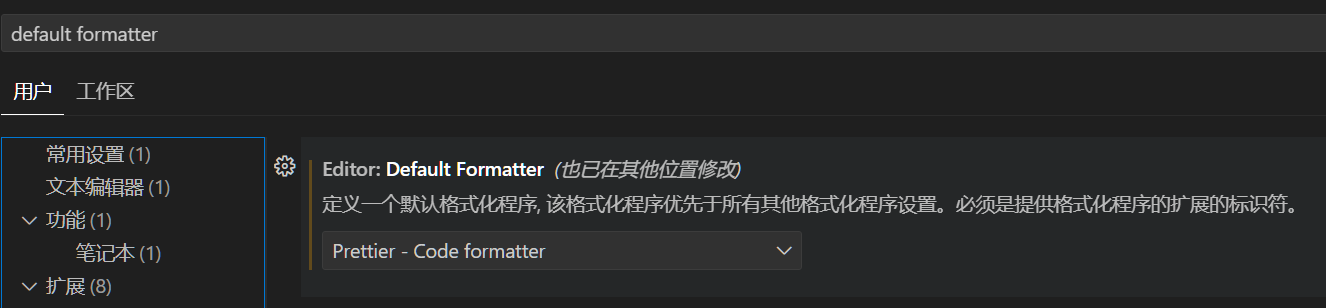 default formatter
用户 工作区
常用设置 (1)
文本编辑器 (1)
功能 (1)
笔记本 (1)
扩展 (8)
Editor: Default Formatter (也已在其他位置修改)
定义一个默认格式化程序, 该格式化程序优先于所有其他格式化程序设置。必须是提供格式化程序的扩展的标识符。
Prettier - Code formatter